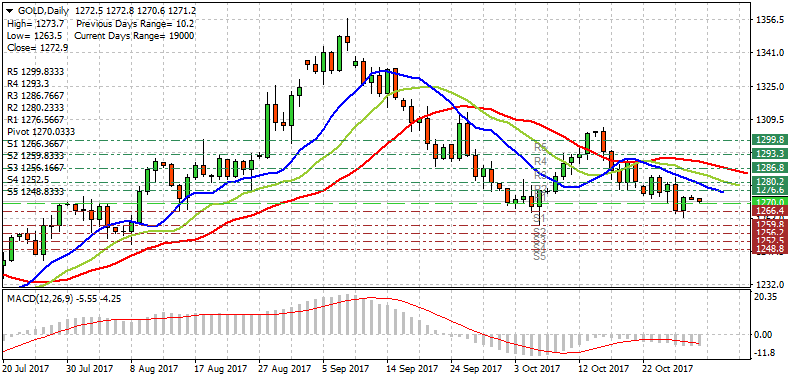 GOLD,Daily 1272.5 1272.8 1270.6 1271.2
High= 1273.7 Previous Days Range= 10.2
Low= 1263.5 Current Days Range= 19000
Close= 1272.9
R5 1299.8333
R4 1293.3
R3 1286.7667
R2 1280.2333
R1 1276.5667
Pivot 1270.0333
S1 1266.3667
S2 1259.8333
S3 1256.1667
S4 1252.5
S5 1248.8333
R5
R4
S1
S2
S5
1356.5
1341.0
1325.0
1309.5
1299.8
1293.3
1286.8
1280.2
1276.6
1270.0
1266.4
1259.8
1256.2
1252.5
1248.8
1232.0
MACD(12,26,9) -5.55 -4.25
20.35
0.00
-11.8
20 Jul 2017
30 Jul 2017
8 Aug 2017
17 Aug 2017
27 Aug 2017
5 Sep 2017
14 Sep 2017
24 Sep 2017
3 Oct 2017
12 Oct 2017
22 Oct 2017